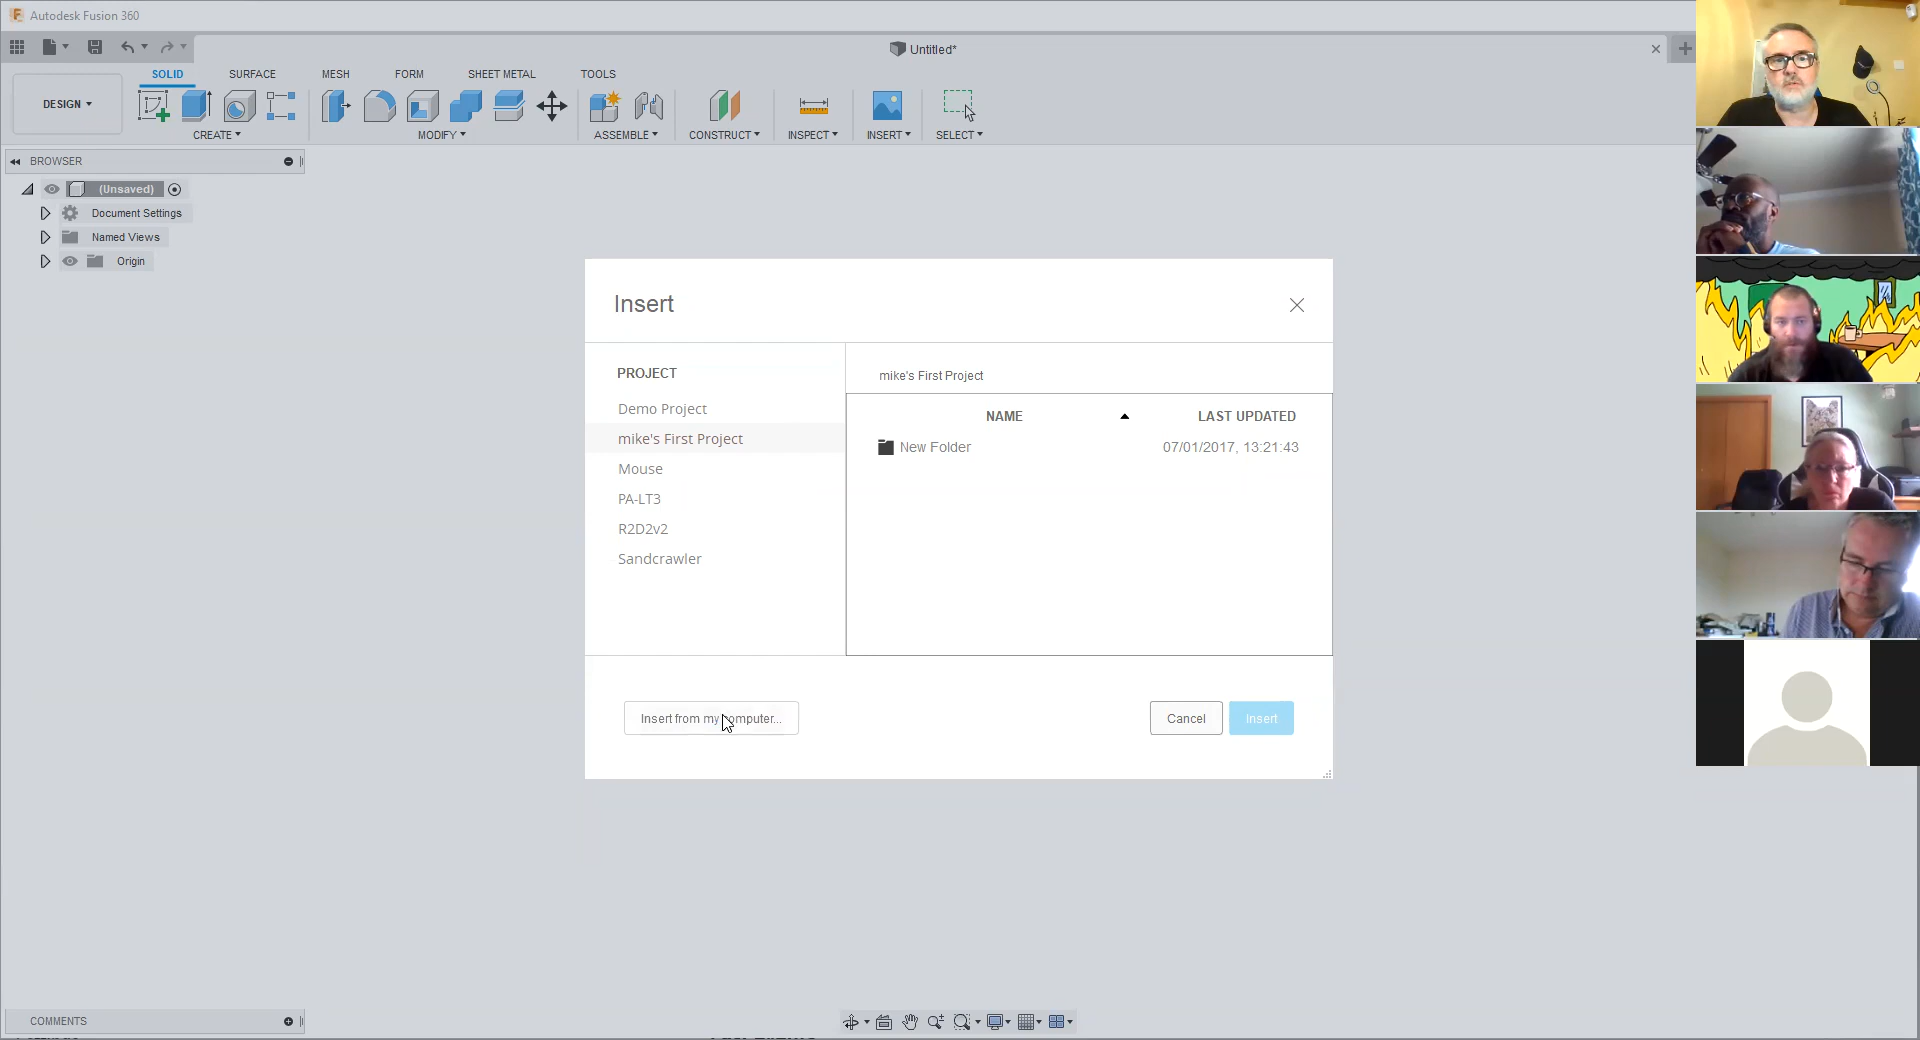 Autodesk Fusion 360
Untitled*
SOLID SURFACE MESH FORM SHEET METAL TOOLS
DESIGN
CREATE MODIFY ASSEMBLE CONSTRUCT INSPECT INSERT SELECT
BROWSER
(Unsaved)
Document Settings
Named Views
Origin
Insert
PROJECT
mike's First Project
Demo Project
mike's First Project
Mouse
PA-LT3
R2D2v2
Sandcrawler
NAME LAST UPDATED
New Folder 07/01/2017, 13:21:43
Insert from my computer...
Cancel
Insert
COMMENTS